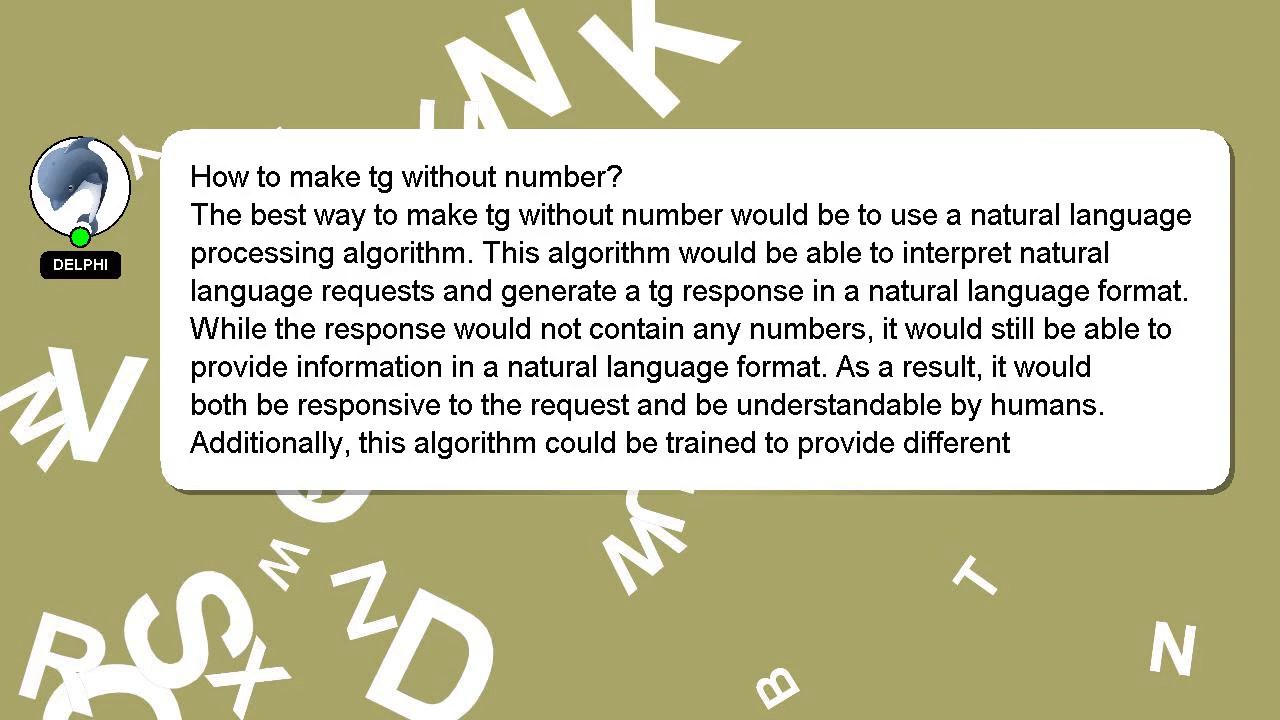 How to make tg without number?
The best way to make tg without number would be to use a natural language
processing algorithm. This algorithm would be able to interpret natural
language requests and generate a tg response in a natural language format.
While the response would not contain any numbers, it would still be able to
provide information in a natural language format. As a result, it would
both be responsive to the request and be understandable by humans.
Additionally, this algorithm could be trained to provide different
DELPHI
N
K
Y
V
M
W
M
N
S
D
R
X
T
B
N